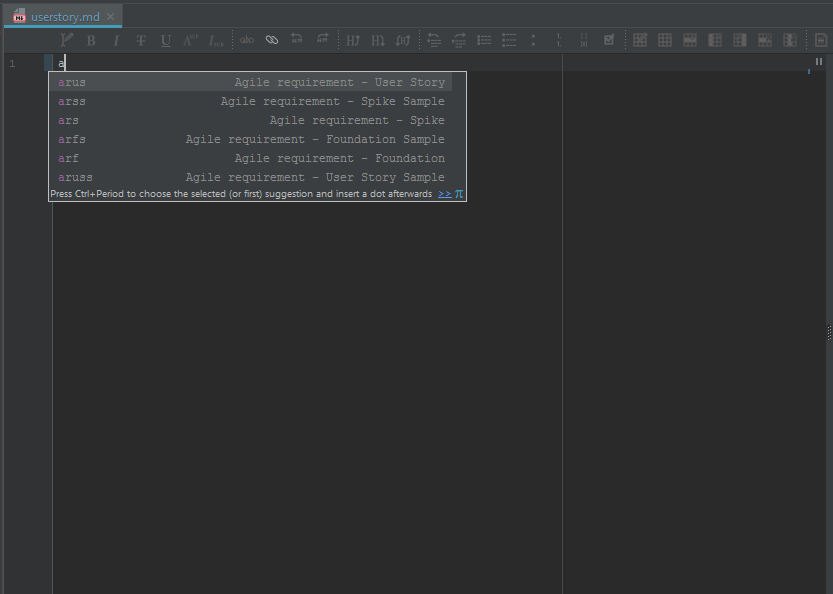 userstory.md
1 a
arus Agile requirement - User Story
arss Agile requirement - Spike Sample
ars Agile requirement - Spike
arfs Agile requirement - Foundation Sample
arf Agile requirement - Foundation
aruss Agile requirement - User Story Sample
Press Ctrl+Period to choose the selected (or first) suggestion and insert a dot afterwards >> π